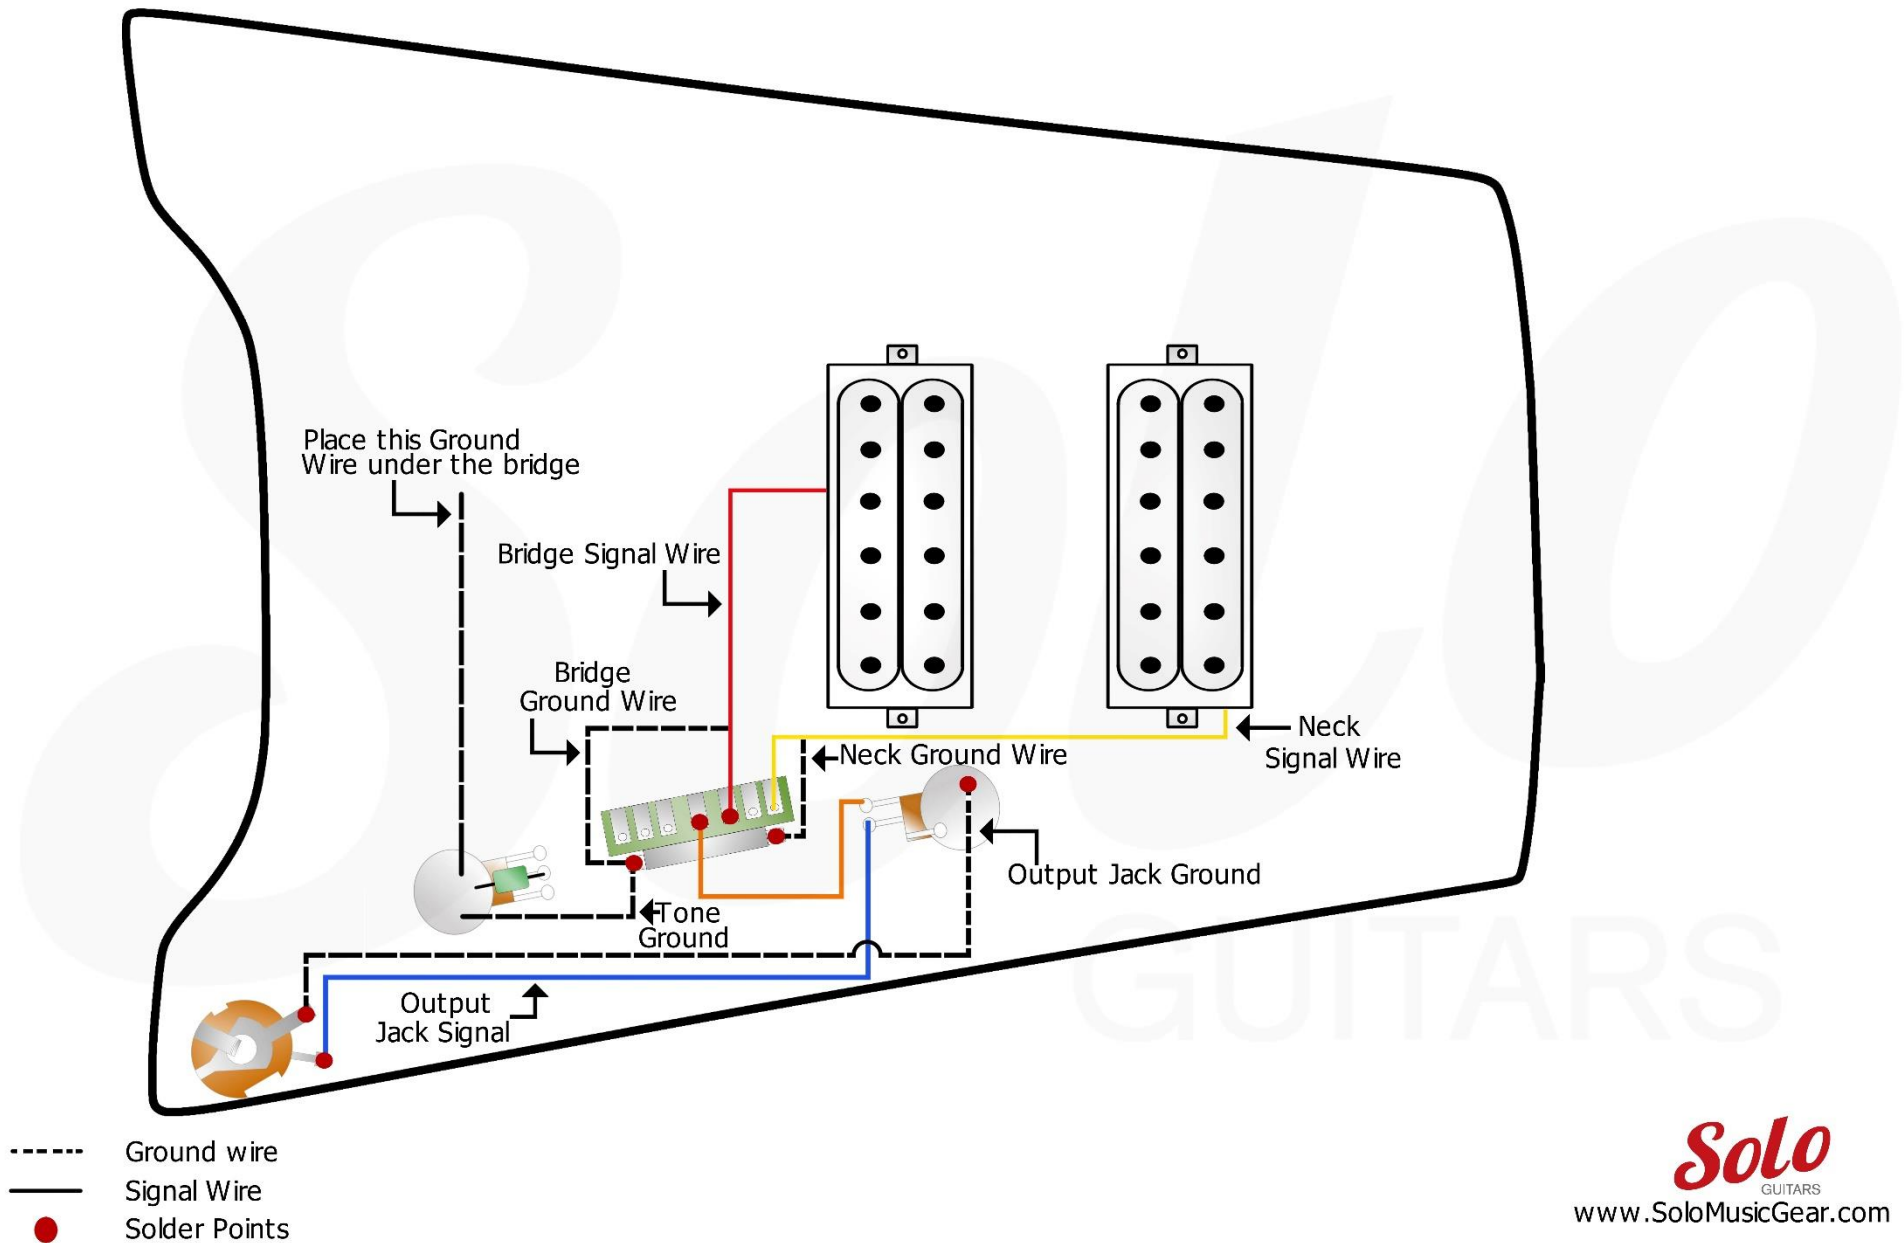 Place this Ground
Wire under the bridge
Bridge Signal Wire
Bridge
Ground Wire
Neck
Signal Wire
Neck Ground Wire
Output Jack Ground
Tone
Ground
Output
Jack Signal
Ground wire
Signal Wire
Solder Points
Solo
GUITARS
Solo
GUITARS
www.SoloMusicGear.com